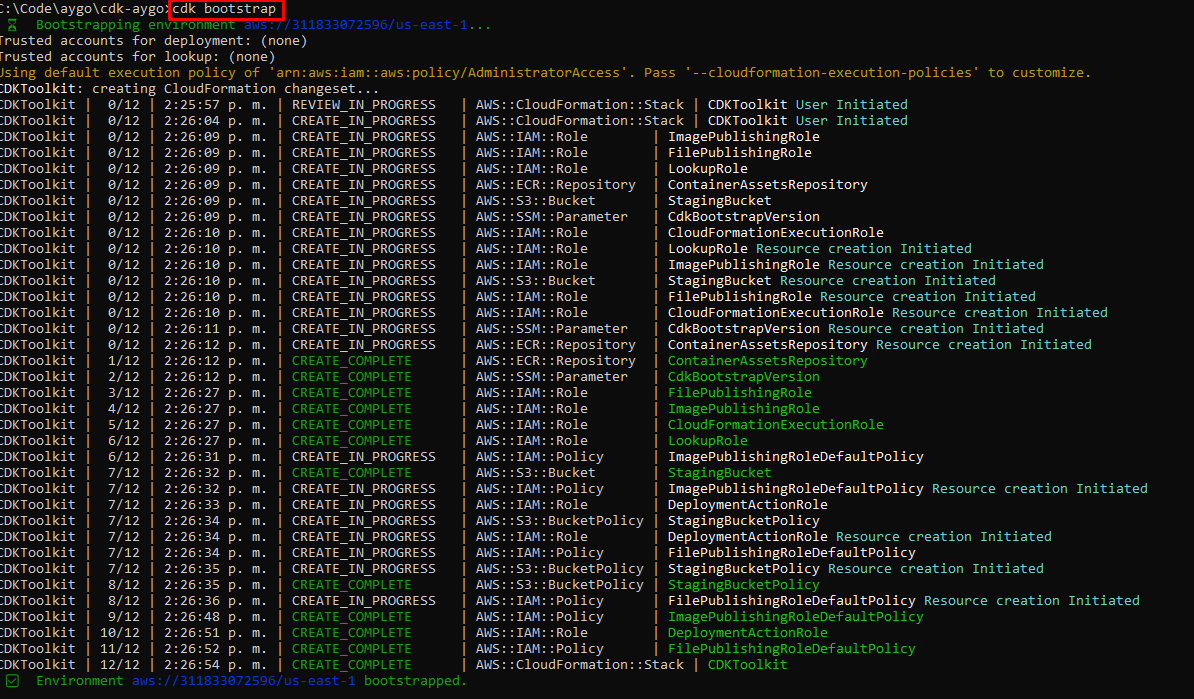 C:\Code\aygo\cdk-aygo>cdk bootstrap
Bootstrapping environment aws://311833072596/us-east-1...
Trusted accounts for deployment: (none)
Trusted accounts for lookup: (none)
Using default execution policy of 'arn:aws:iam::aws:policy/AdministratorAccess'. Pass '--cloudformation-execution-policies' to customize.
CDKToolkit: creating CloudFormation changeset...
CDKToolkit |  0/12 | 2:25:57 p. m. | REVIEW_IN_PROGRESS   | AWS::CloudFormation::Stack | CDKToolkit User Initiated
CDKToolkit |  0/12 | 2:26:04 p. m. | CREATE_IN_PROGRESS   | AWS::CloudFormation::Stack | CDKToolkit User Initiated
CDKToolkit |  0/12 | 2:26:09 p. m. | CREATE_IN_PROGRESS   | AWS::IAM::Role        | ImagePublishingRole
CDKToolkit |  0/12 | 2:26:09 p. m. | CREATE_IN_PROGRESS   | AWS::IAM::Role        | FilePublishingRole
CDKToolkit |  0/12 | 2:26:09 p. m. | CREATE_IN_PROGRESS   | AWS::IAM::Role        | LookupRole
CDKToolkit |  0/12 | 2:26:09 p. m. | CREATE_IN_PROGRESS   | AWS::ECR::Repository  | ContainerAssetsRepository
CDKToolkit |  0/12 | 2:26:09 p. m. | CREATE_IN_PROGRESS   | AWS::S3::Bucket       | StagingBucket
CDKToolkit |  0/12 | 2:26:09 p. m. | CREATE_IN_PROGRESS   | AWS::SSM::Parameter   | CdkBootstrapVersion
CDKToolkit |  0/12 | 2:26:10 p. m. | CREATE_IN_PROGRESS   | AWS::IAM::Role        | CloudFormationExecutionRole
CDKToolkit |  0/12 | 2:26:10 p. m. | CREATE_IN_PROGRESS   | AWS::IAM::Role        | LookupRole Resource creation Initiated
CDKToolkit |  0/12 | 2:26:10 p. m. | CREATE_IN_PROGRESS   | AWS::IAM::Role        | ImagePublishingRole Resource creation Initiated
CDKToolkit |  0/12 | 2:26:10 p. m. | CREATE_IN_PROGRESS   | AWS::S3::Bucket       | StagingBucket Resource creation Initiated
CDKToolkit |  0/12 | 2:26:10 p. m. | CREATE_IN_PROGRESS   | AWS::IAM::Role        | FilePublishingRole Resource creation Initiated
CDKToolkit |  0/12 | 2:26:10 p. m. | CREATE_IN_PROGRESS   | AWS::IAM::Role        | CloudFormationExecutionRole Resource creation Initiated
CDKToolkit |  0/12 | 2:26:11 p. m. | CREATE_IN_PROGRESS   | AWS::SSM::Parameter   | CdkBootstrapVersion Resource creation Initiated
CDKToolkit |  0/12 | 2:26:12 p. m. | CREATE_IN_PROGRESS   | AWS::ECR::Repository  | ContainerAssetsRepository Resource creation Initiated
CDKToolkit |  1/12 | 2:26:12 p. m. | CREATE_COMPLETE      | AWS::ECR::Repository  | ContainerAssetsRepository
CDKToolkit |  2/12 | 2:26:12 p. m. | CREATE_COMPLETE      | AWS::SSM::Parameter   | CdkBootstrapVersion
CDKToolkit |  3/12 | 2:26:27 p. m. | CREATE_COMPLETE      | AWS::IAM::Role        | FilePublishingRole
CDKToolkit |  4/12 | 2:26:27 p. m. | CREATE_COMPLETE      | AWS::IAM::Role        | ImagePublishingRole
CDKToolkit |  5/12 | 2:26:27 p. m. | CREATE_COMPLETE      | AWS::IAM::Role        | CloudFormationExecutionRole
CDKToolkit |  6/12 | 2:26:27 p. m. | CREATE_COMPLETE      | AWS::IAM::Role        | LookupRole
CDKToolkit |  6/12 | 2:26:31 p. m. | CREATE_IN_PROGRESS   | AWS::IAM::Policy      | ImagePublishingRoleDefaultPolicy
CDKToolkit |  7/12 | 2:26:32 p. m. | CREATE_COMPLETE      | AWS::S3::Bucket       | StagingBucket
CDKToolkit |  7/12 | 2:26:32 p. m. | CREATE_IN_PROGRESS   | AWS::IAM::Policy      | ImagePublishingRoleDefaultPolicy Resource creation Initiated
CDKToolkit |  7/12 | 2:26:33 p. m. | CREATE_IN_PROGRESS   | AWS::IAM::Role        | DeploymentActionRole
CDKToolkit |  7/12 | 2:26:34 p. m. | CREATE_IN_PROGRESS   | AWS::S3::BucketPolicy | StagingBucketPolicy
CDKToolkit |  7/12 | 2:26:34 p. m. | CREATE_IN_PROGRESS   | AWS::IAM::Role        | DeploymentActionRole Resource creation Initiated
CDKToolkit |  7/12 | 2:26:34 p. m. | CREATE_IN_PROGRESS   | AWS::IAM::Policy      | FilePublishingRoleDefaultPolicy
CDKToolkit |  7/12 | 2:26:35 p. m. | CREATE_IN_PROGRESS   | AWS::S3::BucketPolicy | StagingBucketPolicy Resource creation Initiated
CDKToolkit |  8/12 | 2:26:35 p. m. | CREATE_COMPLETE      | AWS::S3::BucketPolicy | StagingBucketPolicy
CDKToolkit |  8/12 | 2:26:36 p. m. | CREATE_IN_PROGRESS   | AWS::IAM::Policy      | FilePublishingRoleDefaultPolicy Resource creation Initiated
CDKToolkit |  9/12 | 2:26:48 p. m. | CREATE_COMPLETE      | AWS::IAM::Policy      | ImagePublishingRoleDefaultPolicy
CDKToolkit | 10/12 | 2:26:51 p. m. | CREATE_COMPLETE      | AWS::IAM::Role        | DeploymentActionRole
CDKToolkit | 11/12 | 2:26:52 p. m. | CREATE_COMPLETE      | AWS::IAM::Policy      | FilePublishingRoleDefaultPolicy
CDKToolkit | 12/12 | 2:26:54 p. m. | CREATE_COMPLETE      | AWS::CloudFormation::Stack | CDKToolkit
Environment aws://311833072596/us-east-1 bootstrapped.